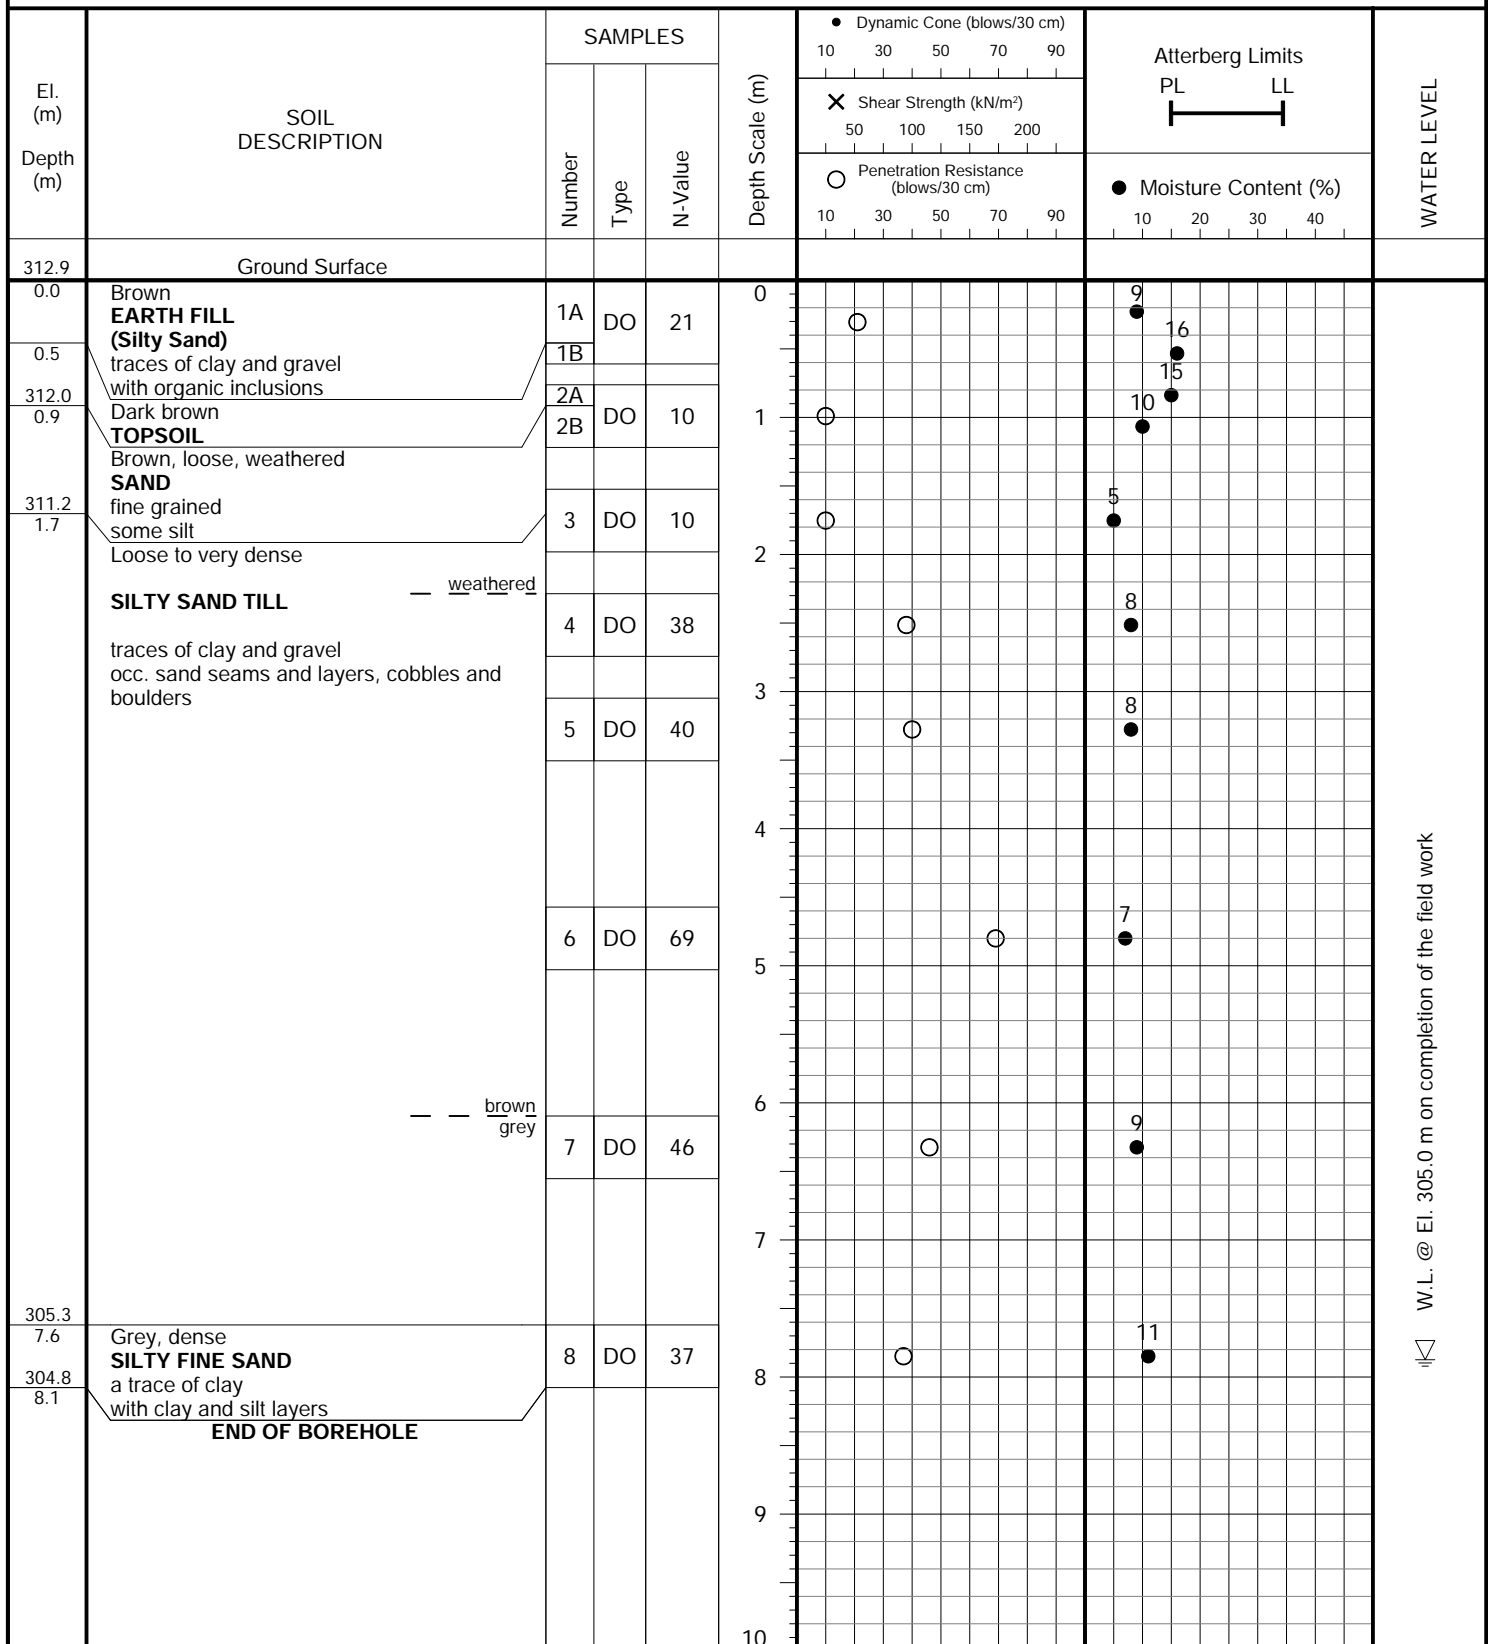 El.
(m)
Depth
(m)
SOIL
DESCRIPTION
SAMPLES
Number
Type
N-Value
Depth Scale (m)
● Dynamic Cone (blows/30 cm)
10 30 50 70 90
✕ Shear Strength (kN/m²)
50 100 150 200
○ Penetration Resistance
(blows/30 cm)
10 30 50 70 90
Atterberg Limits
PL LL
● Moisture Content (%)
10 20 30 40
WATER LEVEL
312.9 Ground Surface
0.0 Brown
EARTH FILL
(Silty Sand)
traces of clay and gravel
with organic inclusions
1A DO 21
1B
0 9
16
0.5
312.0 Dark brown
0.9 TOPSOIL
2A DO 10
2B
15
10
1
Brown, loose, weathered
SAND
fine grained
some silt
311.2
1.7
3 DO 10
5
2
Loose to very dense
weathered
SILTY SAND TILL
traces of clay and gravel
occ. sand seams and layers, cobbles and
boulders
4 DO 38
8
3
5 DO 40
8
4
6 DO 69
7
5
6
brown
grey
7 DO 46
9
7
305.3
7.6 Grey, dense
SILTY FINE SAND
a trace of clay
with clay and silt layers
8 DO 37
11
304.8
8.1
8
END OF BOREHOLE
9
10
W.L. @ El. 305.0 m on completion of the field work